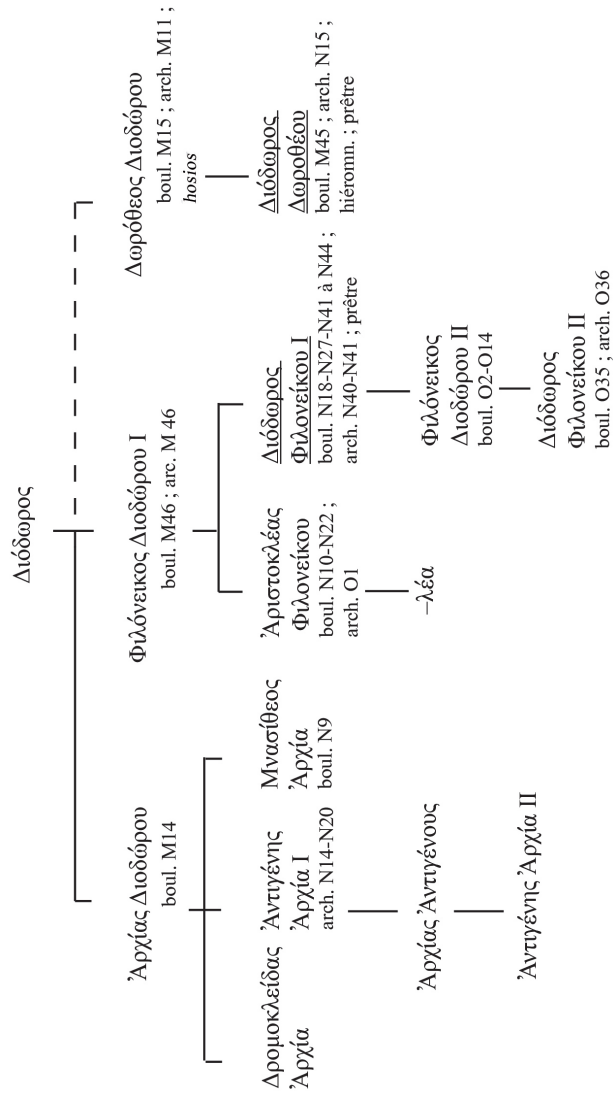 Διόδωρος
Ἀρχίας Διοδώρου
boul. M14
Φιλόνεικος Διοδώρου I
boul. M46 ; arc. M 46
Δωρόθεος Διοδώρου
boul. M15 ; arch. M11
hosios
Δρομοκλείδας
Ἀρχία
Ἀντιγένης
Ἀρχία I
arch. N14-N20
Μνασίθεος
Ἀρχία
boul. N9
Ἀριστοκλέας
Φιλονείκου
boul. N10-N22 ;
arch. O1
Διόδωρος
Φιλονείκου I
boul. N18-N27-N41 à N44 ;
arch. N40-N41 ; prêtre
Διόδωρος
Δωροθέου
boul. M45 ; arch. N15 ;
hiéromn. ; prêtre
Ἀρχίας Ἀντιγένους
–λέα
Φιλόνεικος
Διοδώρου II
boul. O2-O14
Ἀντιγένης Ἀρχία II
Διόδωρος
Φιλονείκου II
boul. O35 ; arch. O36